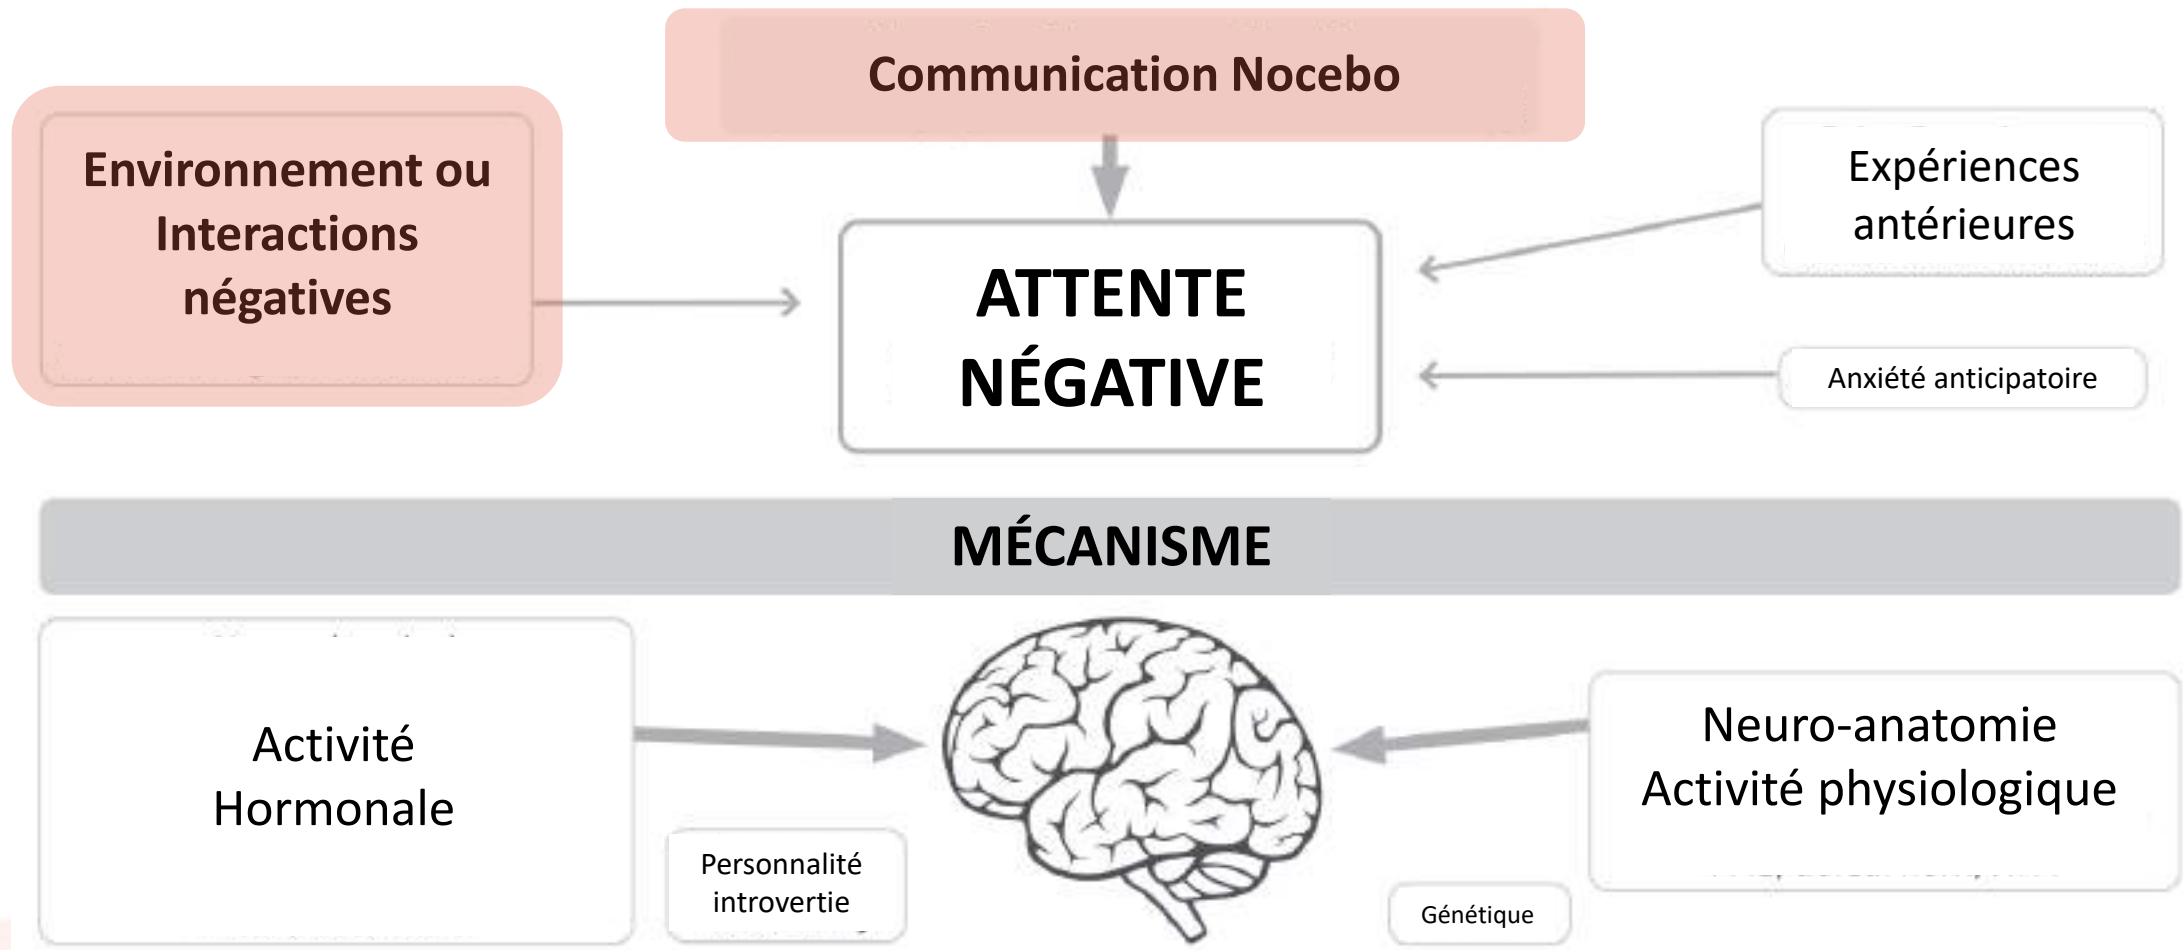 Communication Nocebo
Environnement ou
Interactions
négatives
Expériences
antérieures
ATTENTE
NÉGATIVE
Anxiété anticipatoire
MÉCANISME
Activité
Hormonale
Neuro-anatomie
Activité physiologique
Personnalité
introvertie
Génétique